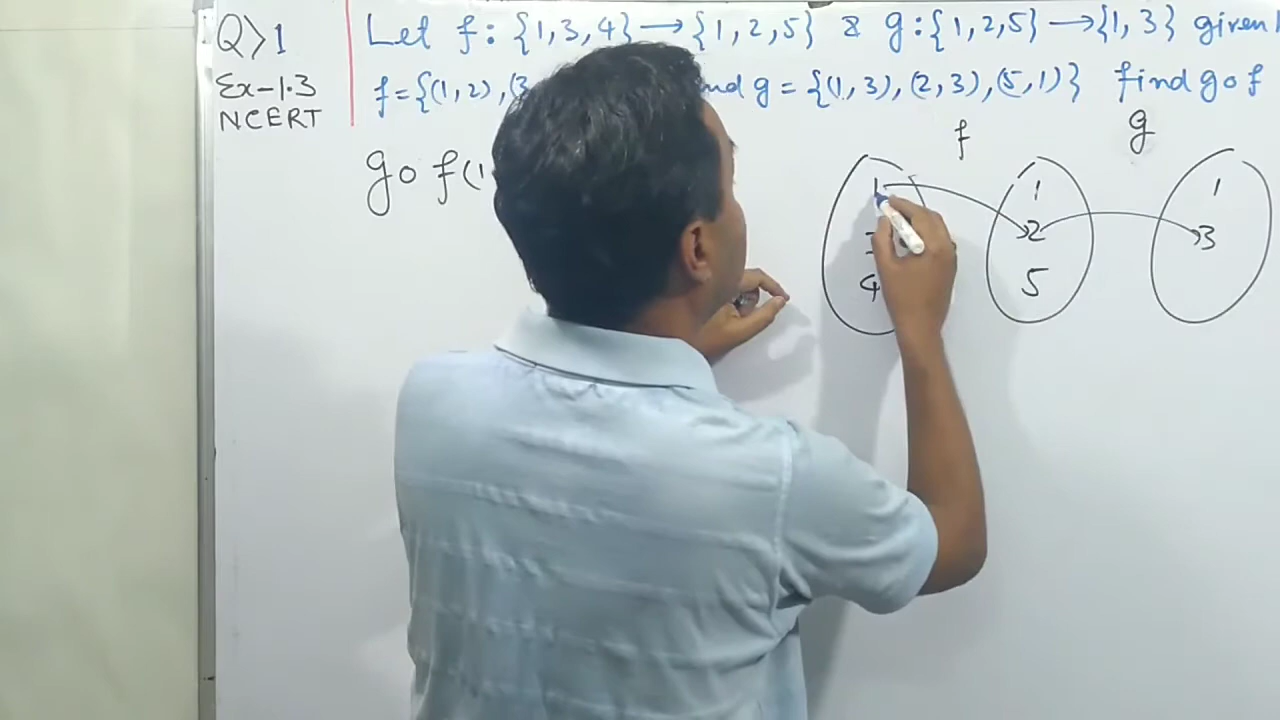 Q>1 Let f: {1,3,4}→{1,2,5} & g:{1,2,5}→{1,3} given
Ex-1.3 f={(1,2),(3 g = {(1,3),(2,3),(5,1)} find gof
NCERT
f g
gof(1
1 1 1
2 3
4 5